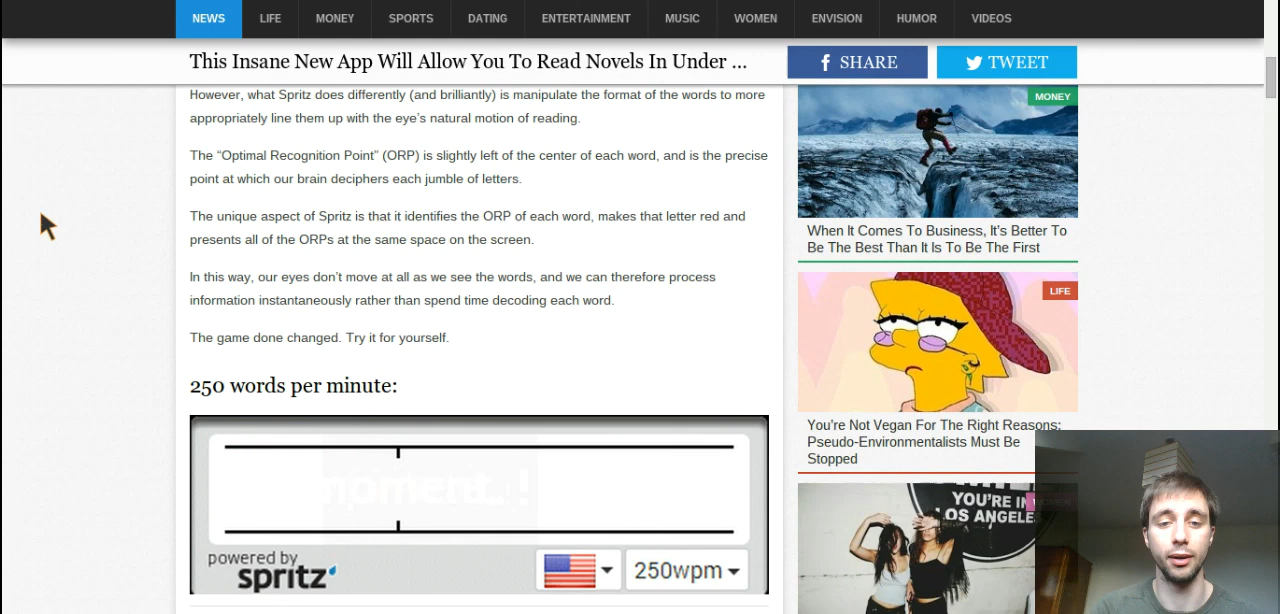 NEWS
LIFE
MONEY
SPORTS
DATING
ENTERTAINMENT
MUSIC
WOMEN
ENVISION
HUMOR
VIDEOS
This Insane New App Will Allow You To Read Novels In Under ...
SHARE
TWEET
However, what Spritz does differently (and brilliantly) is manipulate the format of the words to more
appropriately line them up with the eye’s natural motion of reading.
The “Optimal Recognition Point” (ORP) is slightly left of the center of each word, and is the precise
point at which our brain deciphers each jumble of letters.
The unique aspect of Spritz is that it identifies the ORP of each word, makes that letter red and
presents all of the ORPs at the same space on the screen.
In this way, our eyes don’t move at all as we see the words, and we can therefore process
information instantaneously rather than spend time decoding each word.
The game done changed. Try it for yourself.
250 words per minute:
moment..!
powered by
spritz
250wpm
MONEY
When It Comes To Business, It’s Better To
Be The Best Than It Is To Be The First
LIFE
You’re Not Vegan For The Right Reasons:
Pseudo-Environmentalists Must Be
Stopped
YOU'RE IN
LOS ANGELE